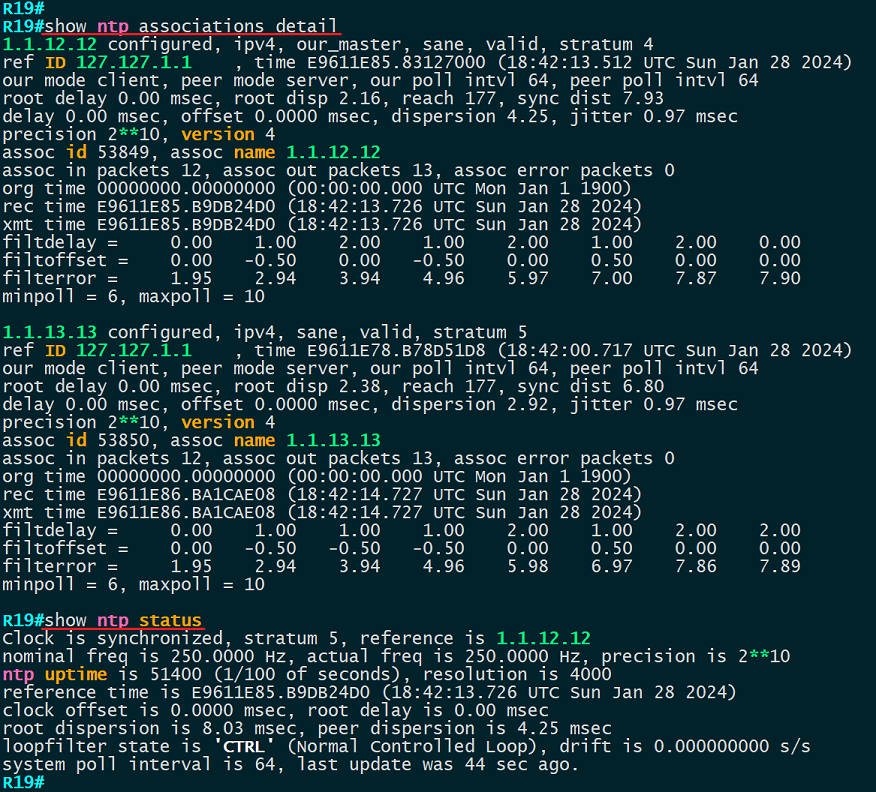 R19#
R19#show ntp associations detail
1.1.12.12 configured, ipv4, our_master, sane, valid, stratum 4
ref ID 127.127.1.1    , time E9611E85.83127000 (18:42:13.512 UTC Sun Jan 28 2024)
our mode client, peer mode server, our poll intvl 64, peer poll intvl 64
root delay 0.00 msec, root disp 2.16, reach 177, sync dist 7.93
delay 0.00 msec, offset 0.0000 msec, dispersion 4.25, jitter 0.97 msec
precision 2**10, version 4
assoc id 53849, assoc name 1.1.12.12
assoc in packets 12, assoc out packets 13, assoc error packets 0
org time 00000000.00000000 (00:00:00.000 UTC Mon Jan 1 1900)
rec time E9611E85.B9DB24D0 (18:42:13.726 UTC Sun Jan 28 2024)
xmt time E9611E85.B9DB24D0 (18:42:13.726 UTC Sun Jan 28 2024)
filtdelay =     0.00    1.00    2.00    1.00    2.00    1.00    2.00    0.00
filtoffset =    0.00   -0.50    0.00   -0.50    0.00    0.50    0.00    0.00
filterror =     1.95    2.94    3.94    4.96    5.97    7.00    7.87    7.90
minpoll = 6, maxpoll = 10
1.1.13.13 configured, ipv4, sane, valid, stratum 5
ref ID 127.127.1.1    , time E9611E78.B78D51D8 (18:42:00.717 UTC Sun Jan 28 2024)
our mode client, peer mode server, our poll intvl 64, peer poll intvl 64
root delay 0.00 msec, root disp 2.38, reach 177, sync dist 6.80
delay 0.00 msec, offset 0.0000 msec, dispersion 2.92, jitter 0.97 msec
precision 2**10, version 4
assoc id 53850, assoc name 1.1.13.13
assoc in packets 12, assoc out packets 13, assoc error packets 0
org time 00000000.00000000 (00:00:00.000 UTC Mon Jan 1 1900)
rec time E9611E86.BA1CAE08 (18:42:14.727 UTC Sun Jan 28 2024)
xmt time E9611E86.BA1CAE08 (18:42:14.727 UTC Sun Jan 28 2024)
filtdelay =     0.00    1.00    1.00    1.00    2.00    1.00    2.00    2.00
filtoffset =    0.00   -0.50   -0.50   -0.50    0.00    0.50    0.00    0.00
filterror =     1.95    2.94    3.94    4.96    5.98    6.97    7.86    7.89
minpoll = 6, maxpoll = 10
R19#show ntp status
Clock is synchronized, stratum 5, reference is 1.1.12.12
nominal freq is 250.0000 Hz, actual freq is 250.0000 Hz, precision is 2**10
ntp uptime is 51400 (1/100 of seconds), resolution is 4000
reference time is E9611E85.B9DB24D0 (18:42:13.726 UTC Sun Jan 28 2024)
clock offset is 0.0000 msec, root delay is 0.00 msec
root dispersion is 8.03 msec, peer dispersion is 4.25 msec
loopfilter state is 'CTRL' (Normal Controlled Loop), drift is 0.000000000 s/s
system poll interval is 64, last update was 44 sec ago.
R19#